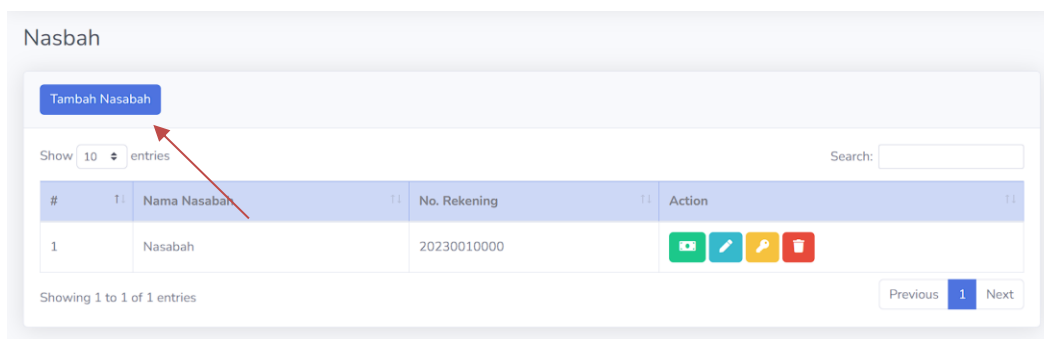 Nasbah
Tambah Nasabah
Show 10 entries
Search:
# Nama Nasabah No. Rekening Action
1 Nasabah 20230010000
Showing 1 to 1 of 1 entries
Previous 1 Next